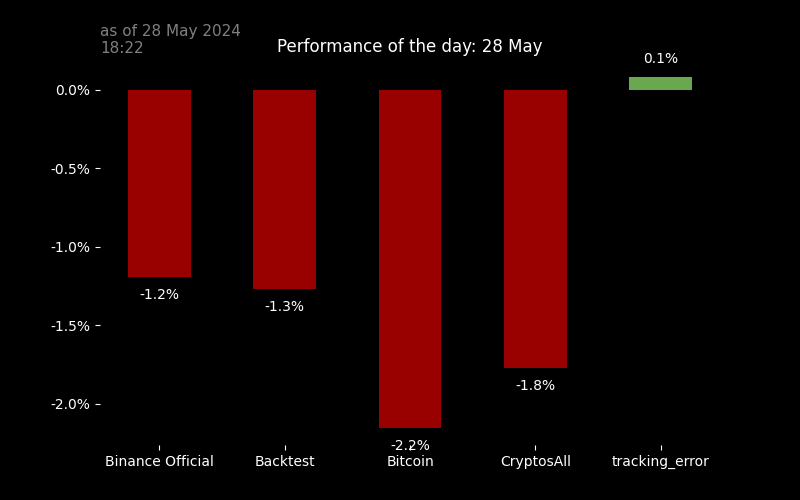 as of 28 May 2024
18:22
Performance of the day: 28 May
0.1%
0.0%
-0.5%
-1.0%
-1.5%
-2.0%
-1.2%
-1.3%
-2.2%
-1.8%
Binance Official
Backtest
Bitcoin
CryptosAll
tracking_error